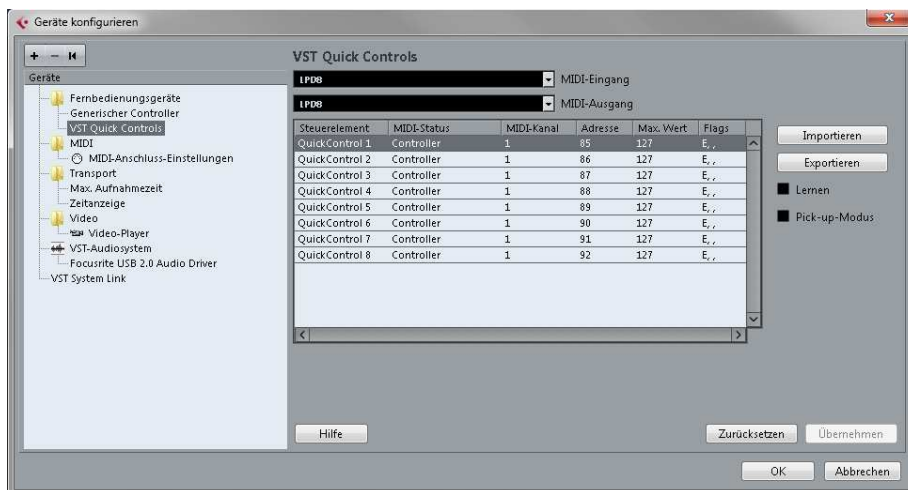 Geräte konfigurieren
Geräte
Fernbedienungsgeräte
Generischer Controller
VST Quick Controls
MIDI
MIDI-Anschluss-Einstellungen
Transport
Max. Aufnahmezeit
Zeitanzeige
Video
Video-Player
VST-Audiosystem
Focusrite USB 2.0 Audio Driver
VST System Link
VST Quick Controls
LPD8 MIDI-Eingang
LPD8 MIDI-Ausgang
Steuerelement MIDI-Status MIDI-Kanal Adresse Max. Wert Flags
QuickControl 1 Controller 1 85 127 E, ,
QuickControl 2 Controller 1 86 127 E, ,
QuickControl 3 Controller 1 87 127 E, ,
QuickControl 4 Controller 1 88 127 E, ,
QuickControl 5 Controller 1 89 127 E, ,
QuickControl 6 Controller 1 90 127 E, ,
QuickControl 7 Controller 1 91 127 E, ,
QuickControl 8 Controller 1 92 127 E, ,
Importieren
Exportieren
Lernen
Pick-up-Modus
Hilfe
Zurücksetzen
Übernehmen
OK
Abbrechen